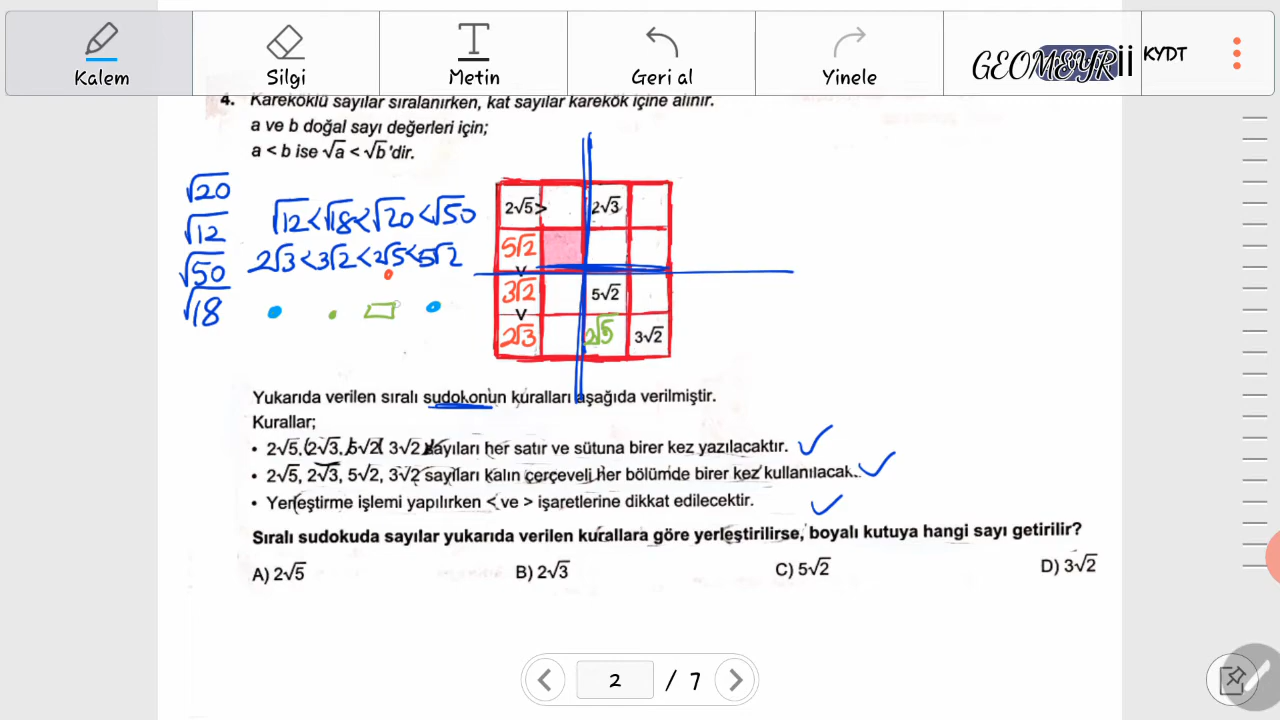 Kalem
Silgi
Metin
Geri al
Yinele
GEOMEYRii KYDT
4. Kareköklü sayılar sıralanırken, kat sayılar karekök içine alınır.
a ve b doğal sayı değerleri için;
a < b ise √a < √b'dir.
√20
√12
√50
√18
√12 < √18 < √20 < √50
2√3 < 3√2 < 2√5 < 5√2
2√5 > 2√3
5√2
v
3√2 5√2
v
2√3 2√5 3√2
Yukarıda verilen sıralı sudokonun kuralları aşağıda verilmiştir.
Kurallar;
• 2√5, 2√3, 5√2, 3√2 sayıları her satır ve sütuna birer kez yazılacaktır.
• 2√5, 2√3, 5√2, 3√2 sayıları kalın çerçeveli her bölümde birer kez kullanılacak..
• Yerleştirme işlemi yapılırken < ve > işaretlerine dikkat edilecektir.
Sıralı sudokuda sayılar yukarıda verilen kurallara göre yerleştirilirse, boyalı kutuya hangi sayı getirilir?
A) 2√5 B) 2√3 C) 5√2 D) 3√2
2 / 7